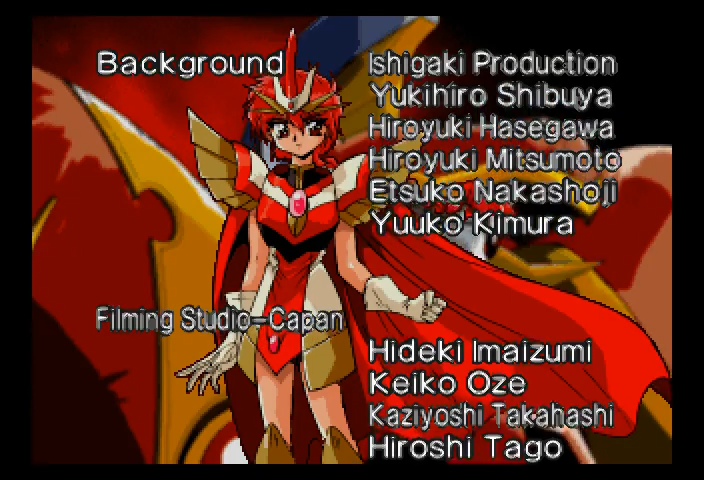 Background
Ishigaki Production
Yukihiro Shibuya
Hiroyuki Hasegawa
Hiroyuki Mitsumoto
Etsuko Nakashoji
Yuuko Kimura
Filming Studio-Capan
Hideki Imaizumi
Keiko Oze
Kaziyoshi Takahashi
Hiroshi Tago